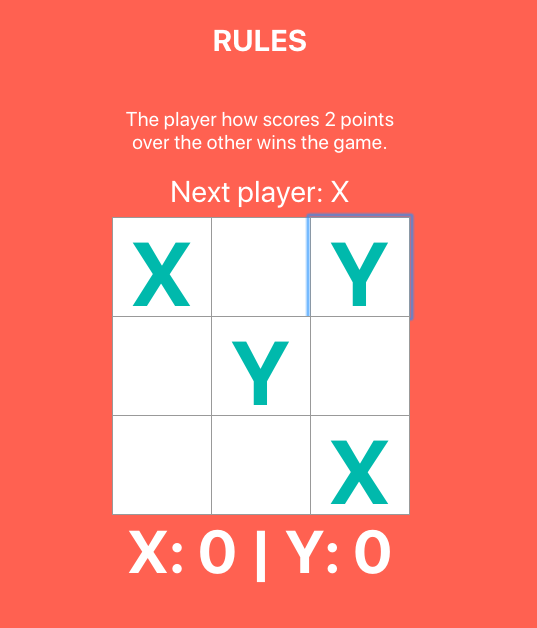 RULES
The player how scores 2 points
over the other wins the game.
Next player: X
X Y
Y
X
X: 0 | Y: 0